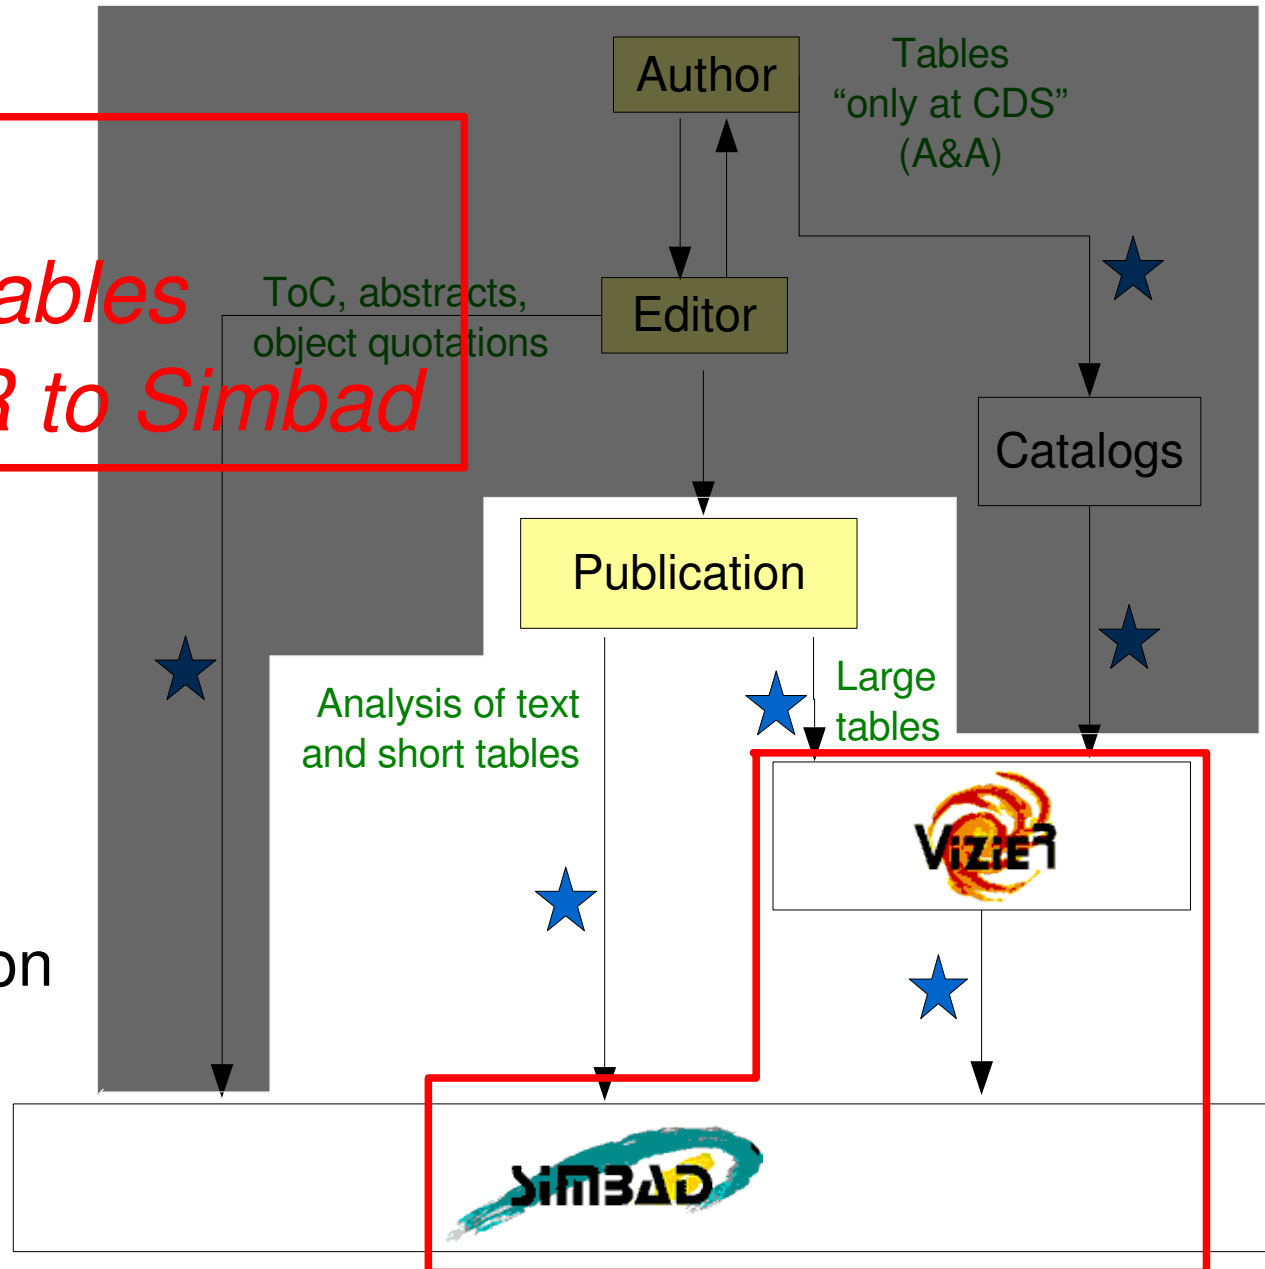 Author
Tables
“only at CDS”
(A&A)
ables
R to Simbad
ToC, abstracts,
object quotations
Editor
Catalogs
Publication
Analysis of text
and short tables
Large
tables
VizieR
on
SIMBAD